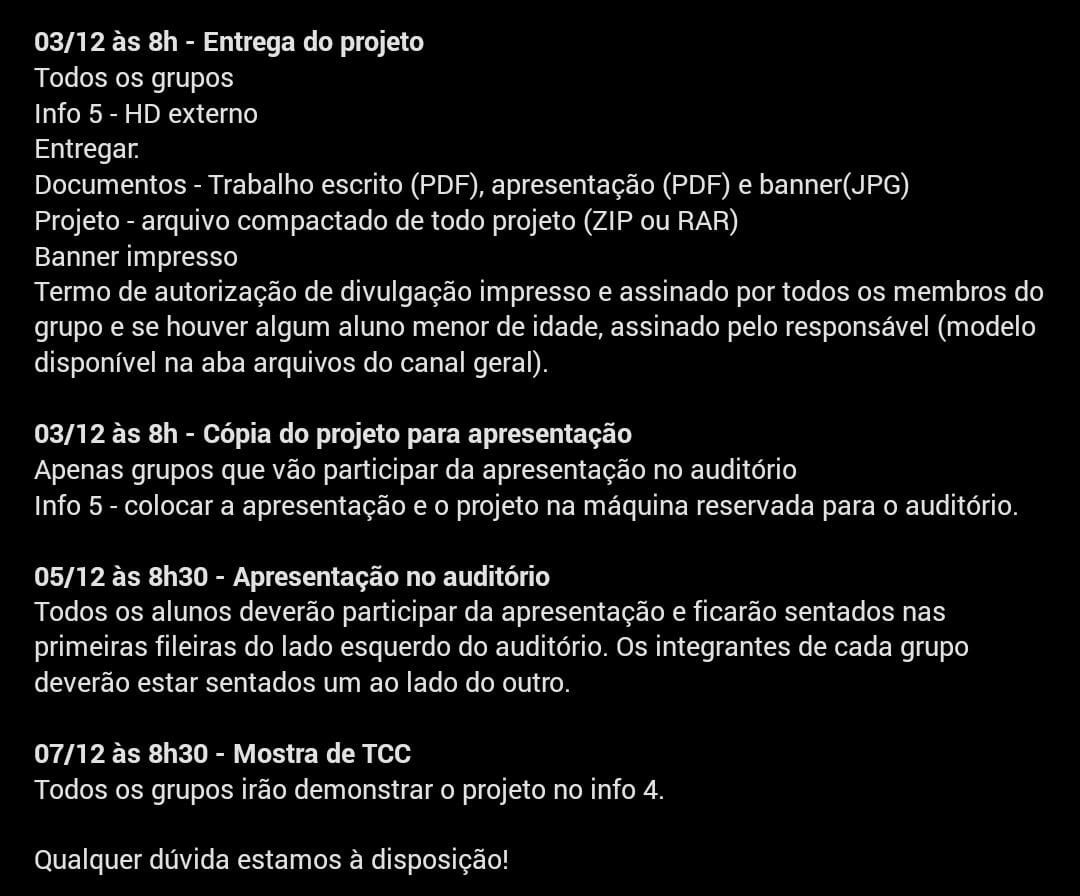 03/12 às 8h - Entrega do projeto
Todos os grupos
Info 5 - HD externo
Entregar:
Documentos - Trabalho escrito (PDF), apresentação (PDF) e banner(JPG)
Projeto - arquivo compactado de todo projeto (ZIP ou RAR)
Banner impresso
Termo de autorização de divulgação impresso e assinado por todos os membros do
grupo e se houver algum aluno menor de idade, assinado pelo responsável (modelo
disponível na aba arquivos do canal geral).
03/12 às 8h - Cópia do projeto para apresentação
Apenas grupos que vão participar da apresentação no auditório
Info 5 - colocar a apresentação e o projeto na máquina reservada para o auditório.
05/12 às 8h30 - Apresentação no auditório
Todos os alunos deverão participar da apresentação e ficarão sentados nas
primeiras fileiras do lado esquerdo do auditório. Os integrantes de cada grupo
deverão estar sentados um ao lado do outro.
07/12 às 8h30 - Mostra de TCC
Todos os grupos irão demonstrar o projeto no info 4.
Qualquer dúvida estamos à disposição!